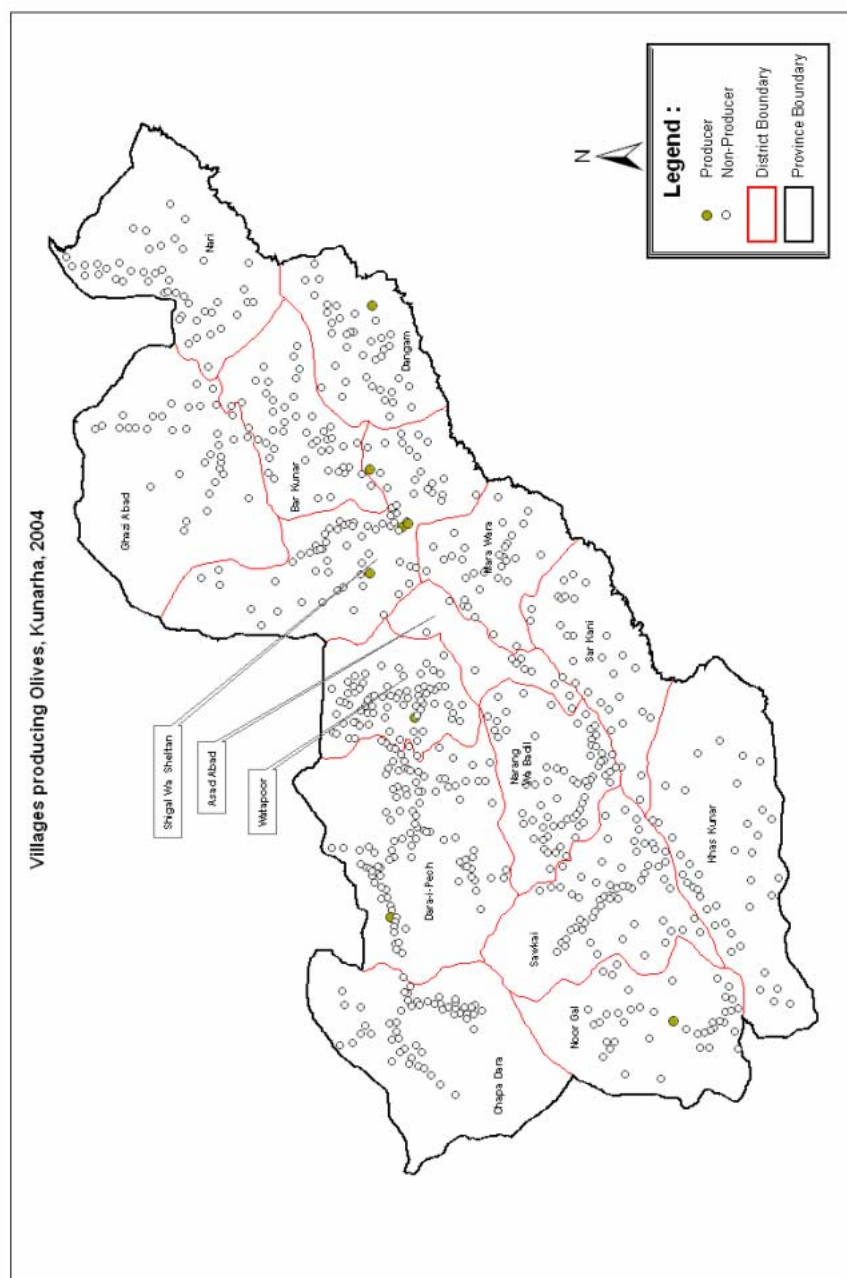 Villages producing Olives, Kunarha, 2004
Nari
Ghazi Abad
Bar Kunar
Dangam
Shigal Wa Sheltan
Asad Abad
Watapoor
Mara Wara
Sar Kani
Narang
Wa Badil
Dara-i-Pech
Khas Kunar
Sawkai
Chapa Dara
Noor Gal
N
Legend :
Producer
Non-Producer
District Boundary
Province Boundary